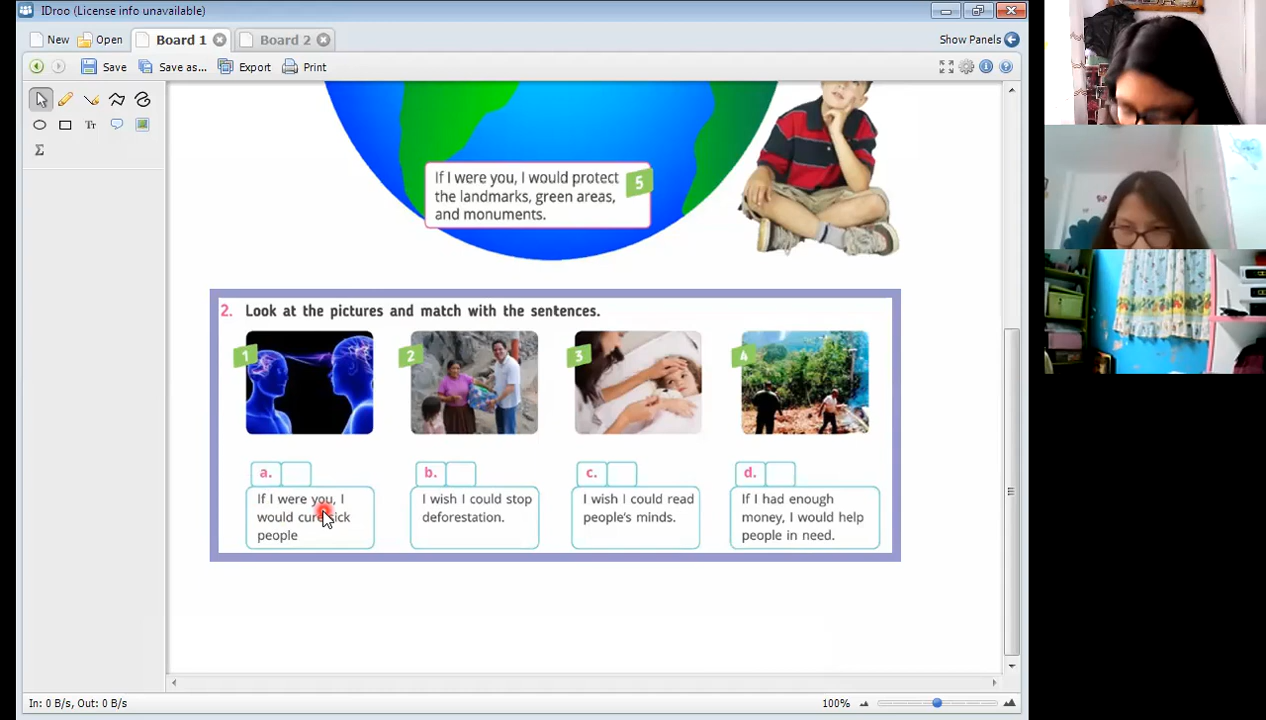 IDroo (License info unavailable)
New Open Board 1 Board 2 Show Panels
Save Save as... Export Print
Tr
Σ
If I were you, I would protect
the landmarks, green areas,
and monuments.
5
2. Look at the pictures and match with the sentences.
1 2 3 4
a. b. c. d.
If I were you, I
would cure sick
people
I wish I could stop
deforestation.
I wish I could read
people's minds.
If I had enough
money, I would help
people in need.
In: 0 B/s, Out: 0 B/s 100%